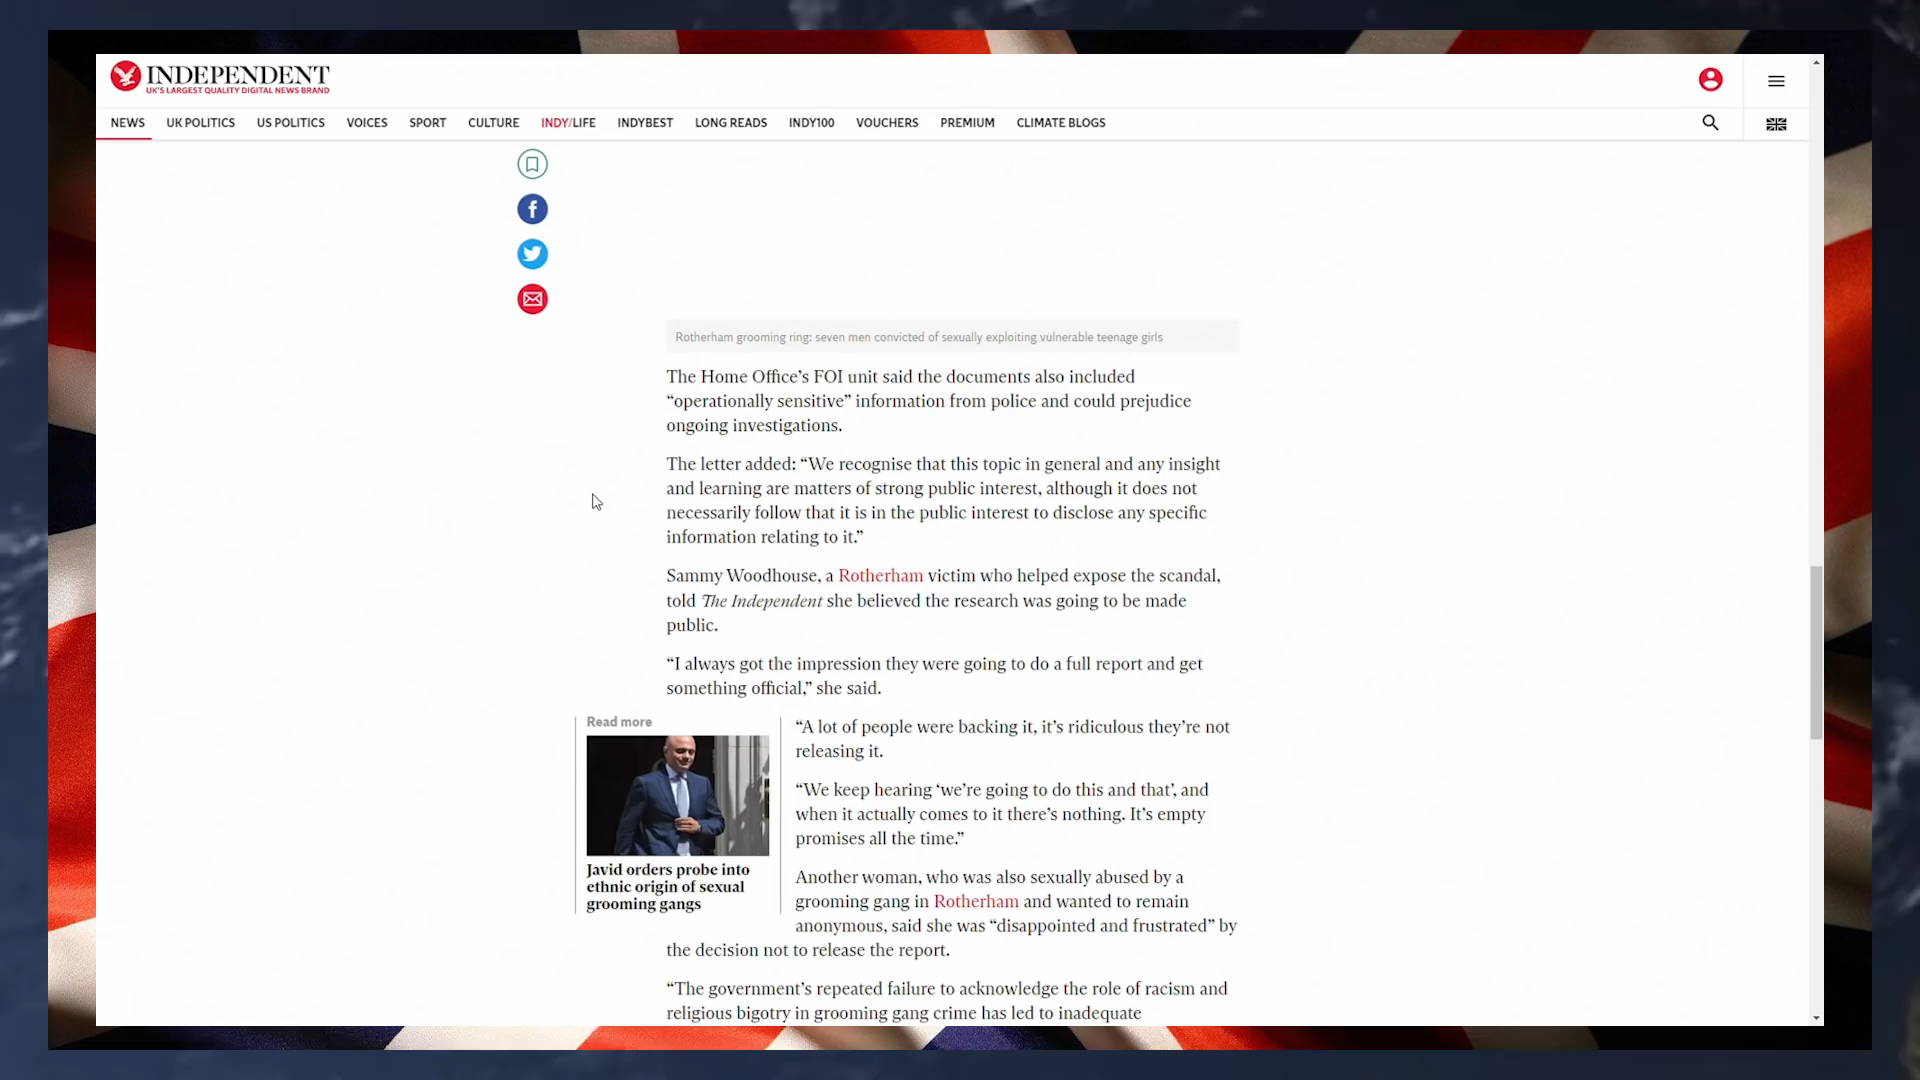 INDEPENDENT
UK'S LARGEST QUALITY DIGITAL NEWS BRAND
NEWS UK POLITICS US POLITICS VOICES SPORT CULTURE INDY/LIFE INDYBEST LONG READS INDY100 VOUCHERS PREMIUM CLIMATE BLOGS
Rotherham grooming ring: seven men convicted of sexually exploiting vulnerable teenage girls
The Home Office’s FOI unit said the documents also included
“operationally sensitive” information from police and could prejudice
ongoing investigations.
The letter added: “We recognise that this topic in general and any insight
and learning are matters of strong public interest, although it does not
necessarily follow that it is in the public interest to disclose any specific
information relating to it.”
Sammy Woodhouse, a Rotherham victim who helped expose the scandal,
told The Independent she believed the research was going to be made
public.
“I always got the impression they were going to do a full report and get
something official,” she said.
Read more
Javid orders probe into
ethnic origin of sexual
grooming gangs
“A lot of people were backing it, it’s ridiculous they’re not
releasing it.
“We keep hearing ‘we’re going to do this and that’, and
when it actually comes to it there’s nothing. It’s empty
promises all the time.”
Another woman, who was also sexually abused by a
grooming gang in Rotherham and wanted to remain
anonymous, said she was “disappointed and frustrated” by
the decision not to release the report.
“The government’s repeated failure to acknowledge the role of racism and
religious bigotry in grooming gang crime has led to inadequate